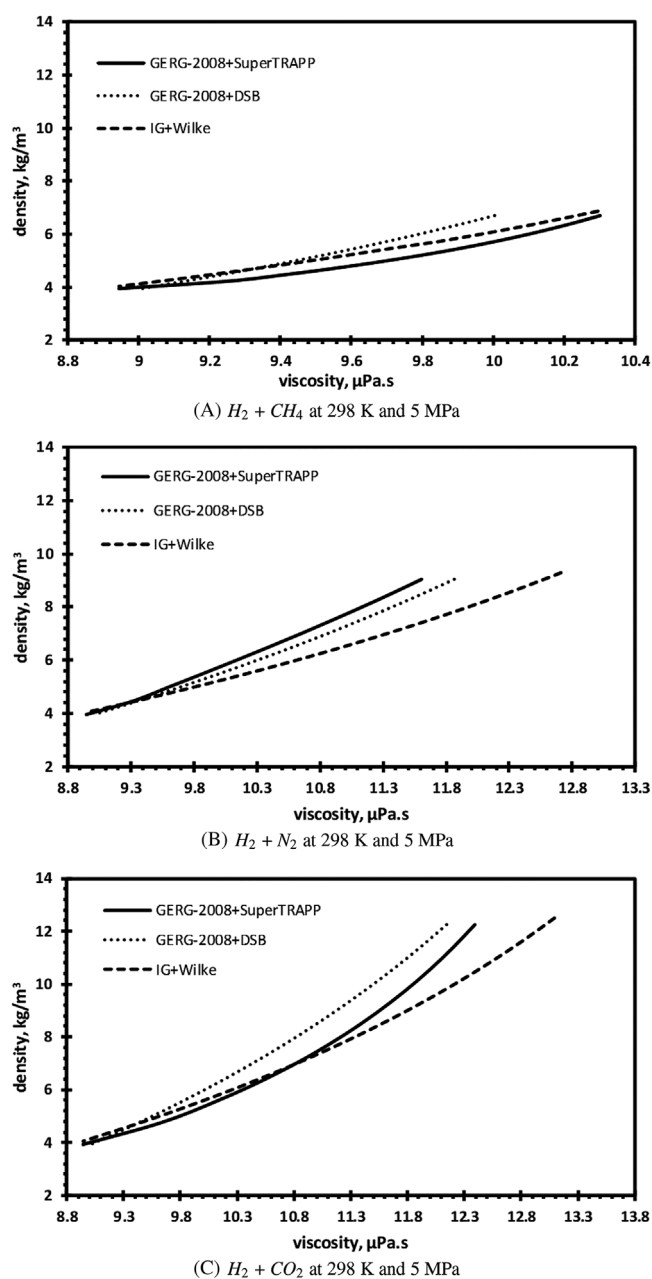 14
12
10
8
6
4
2
density, kg/m³
GERG-2008+SuperTRAPP
GERG-2008+DSB
IG+Wilke
8.8 9 9.2 9.4 9.6 9.8 10 10.2 10.4
viscosity, µPa.s
(A) H₂ + CH₄ at 298 K and 5 MPa
14
12
10
8
6
4
2
density, kg/m³
GERG-2008+SuperTRAPP
GERG-2008+DSB
IG+Wilke
8.8 9.3 9.8 10.3 10.8 11.3 11.8 12.3 12.8 13.3
viscosity, µPa.s
(B) H₂ + N₂ at 298 K and 5 MPa
14
12
10
8
6
4
2
density, kg/m³
GERG-2008+SuperTRAPP
GERG-2008+DSB
IG+Wilke
8.8 9.3 9.8 10.3 10.8 11.3 11.8 12.3 12.8 13.3 13.8
viscosity, µPa.s
(C) H₂ + CO₂ at 298 K and 5 MPa